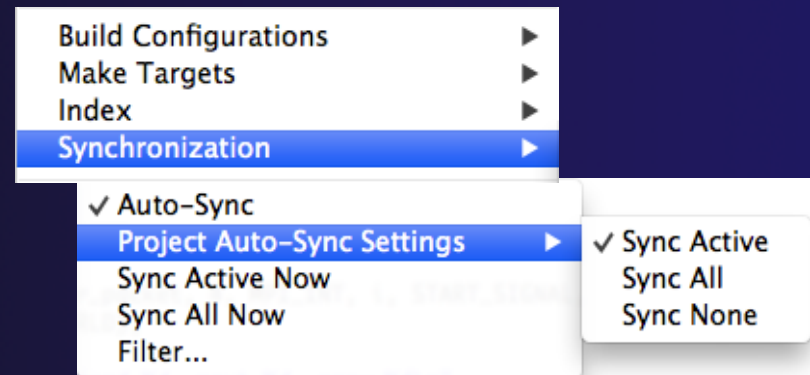 Build Configurations
Make Targets
Index
Synchronization
✓ Auto-Sync
Project Auto-Sync Settings
Sync Active Now
Sync All Now
Filter...
✓ Sync Active
Sync All
Sync None